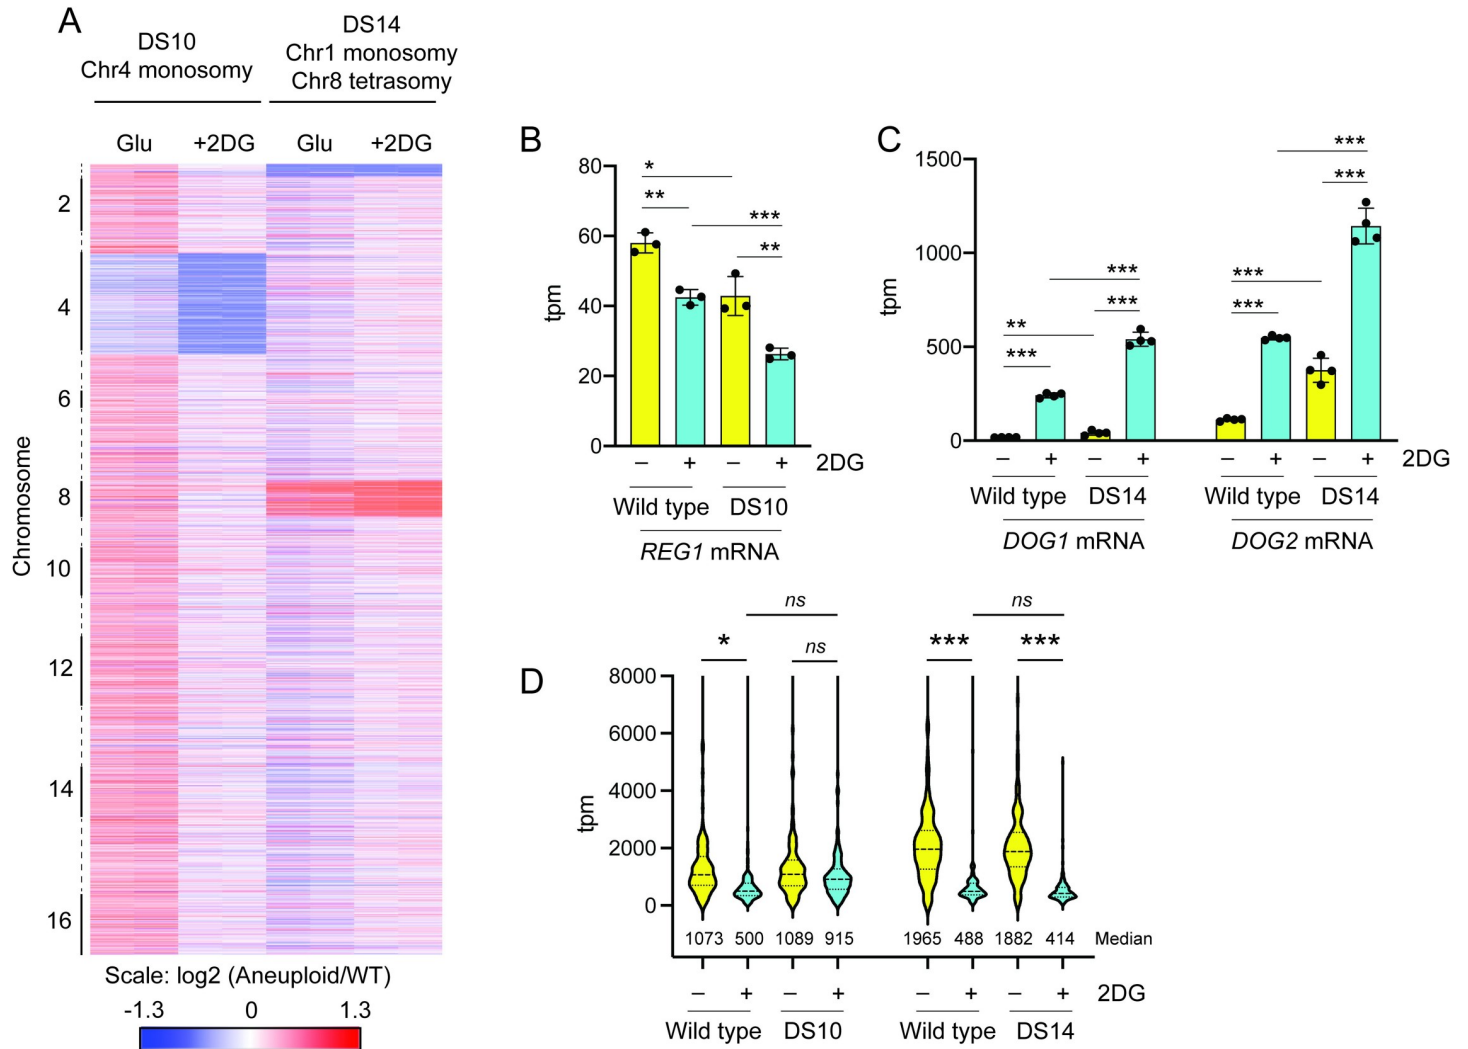 A
DS10
Chr4 monosomy
DS14
Chr1 monosomy
Chr8 tetrasomy
Glu +2DG Glu +2DG
Chromosome
2
4
6
8
10
12
14
16
Scale: log2 (Aneuploid/WT)
-1.3 0 1.3
B
tpm
80
60
40
20
0
*
**
***
**
– + – + 2DG
Wild type DS10
REG1 mRNA
C
tpm
1500
1000
500
0
**
***
***
***
***
***
***
***
– + – + – + – + 2DG
Wild type DS14 Wild type DS14
DOG1 mRNA DOG2 mRNA
D
ns ns
* ns *** ***
tpm
8000
6000
4000
2000
0
1073 500 1089 915 1965 488 1882 414 Median
– + – + – + – + 2DG
Wild type DS10 Wild type DS14